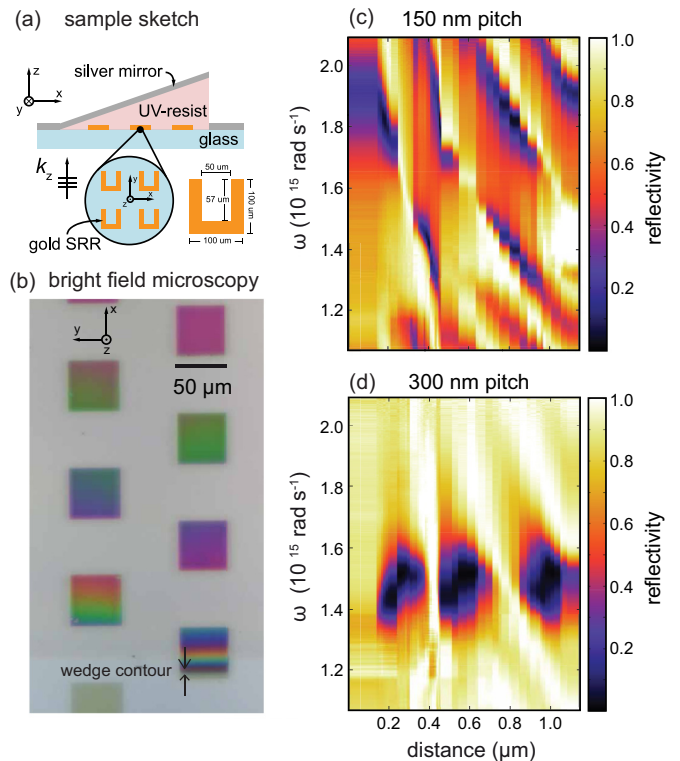 (a) sample sketch
z
y
x
silver mirror
UV-resist
glass
k_z
y
z
x
gold SRR
50 um
57 um
100 um
100 um
(b) bright field microscopy
x
y
z
50 μm
wedge contour
(c) 150 nm pitch
2.0
1.8
1.6
1.4
1.2
ω (10 ¹⁵ rad s⁻¹)
1.0
0.8
0.6
0.4
0.2
reflectivity
(d) 300 nm pitch
2.0
1.8
1.6
1.4
1.2
ω (10 ¹⁵ rad s⁻¹)
0.2 0.4 0.6 0.8 1.0
distance (μm)
1.0
0.8
0.6
0.4
0.2
reflectivity